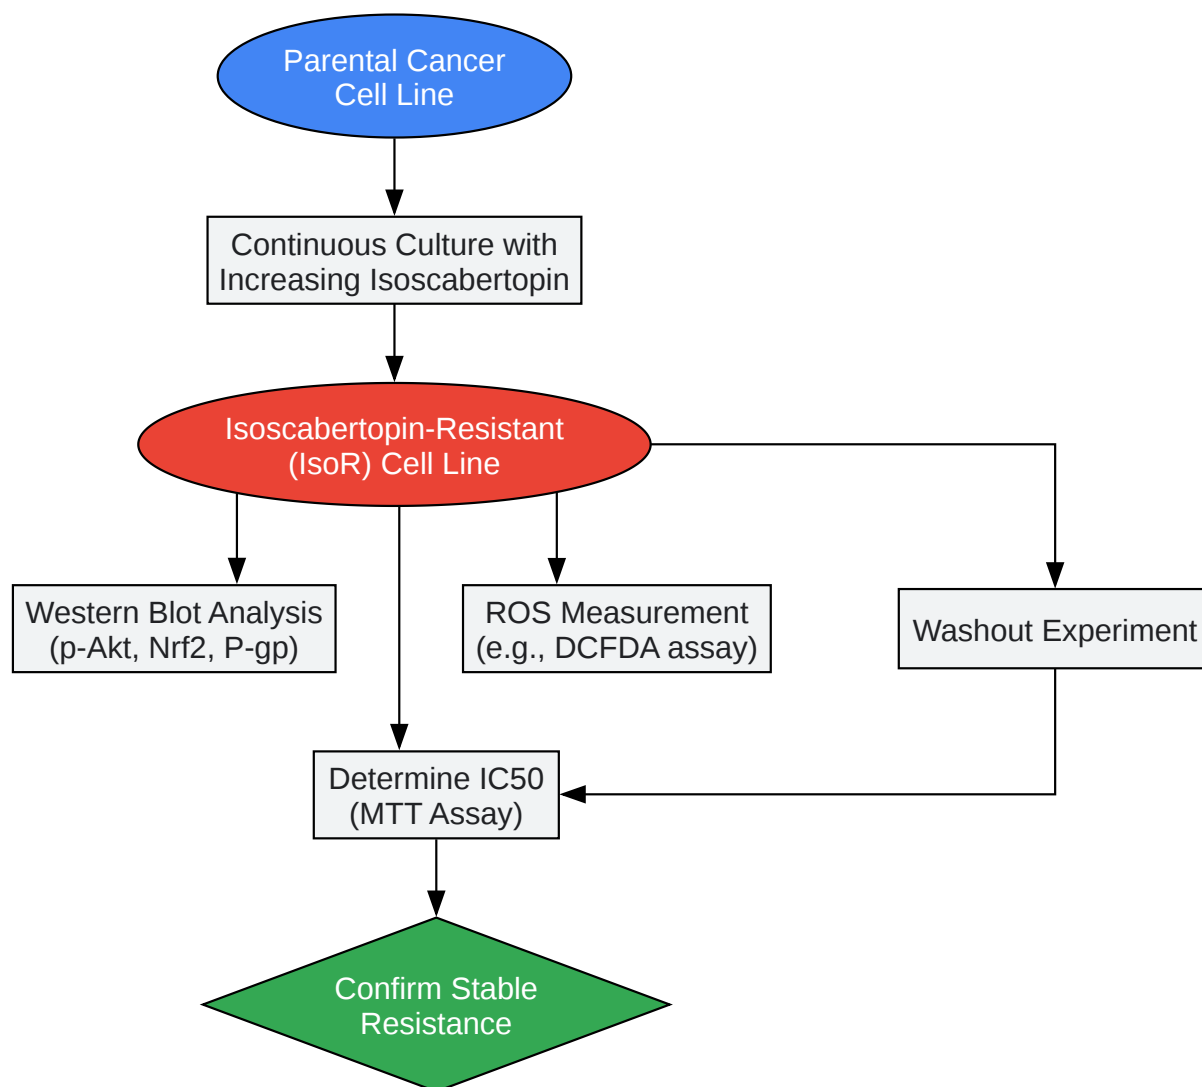 Parental Cancer
Cell Line
Continuous Culture with
Increasing Isoscabertopin
Isoscabertopin-Resistant
(IsoR) Cell Line
Western Blot Analysis
(p-Akt, Nrf2, P-gp)
ROS Measurement
(e.g., DCFDA assay)
Washout Experiment
Determine IC50
(MTT Assay)
Confirm Stable
Resistance